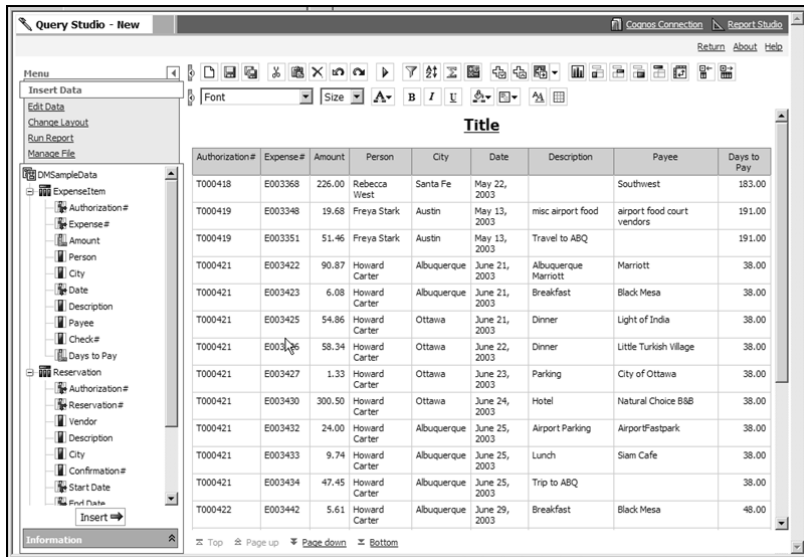 Query Studio - New
Cognos Connection Report Studio
Return About Help
Menu
Insert Data
Edit Data
Change Layout
Run Report
Manage File
DMSampleData
ExpenseItem
Authorization#
Expense#
Amount
Person
City
Date
Description
Payee
Check#
Days to Pay
Reservation
Authorization#
Reservation#
Vendor
Description
City
Confirmation#
Start Date
End Date
Insert
Information
Font Size A B I U
Title
Authorization# Expense# Amount Person City Date Description Payee Days to Pay
T000418 E003368 226.00 Rebecca West Santa Fe May 22, 2003 Southwest 183.00
T000419 E003348 19.68 Freya Stark Austin May 13, 2003 misc airport food airport food court vendors 191.00
T000419 E003351 51.46 Freya Stark Austin May 13, 2003 Travel to ABQ 191.00
T000421 E003422 90.87 Howard Carter Albuquerque June 21, 2003 Albuquerque Marriott Marriott 38.00
T000421 E003423 6.08 Howard Carter Albuquerque June 21, 2003 Breakfast Black Mesa 38.00
T000421 E003425 54.86 Howard Carter Ottawa June 21, 2003 Dinner Light of India 38.00
T000421 58.34 Howard Carter Ottawa June 22, 2003 Dinner Little Turkish Village 38.00
T000421 E003427 1.33 Howard Carter Ottawa June 23, 2003 Parking City of Ottawa 38.00
T000421 E003430 300.50 Howard Carter Ottawa June 24, 2003 Hotel Natural Choice B&B 38.00
T000421 E003432 24.00 Howard Carter Albuquerque June 25, 2003 Airport Parking AirportFastpark 38.00
T000421 E003433 9.74 Howard Carter Albuquerque June 25, 2003 Lunch Siam Cafe 38.00
T000421 E003434 47.45 Howard Carter Albuquerque June 25, 2003 Trip to ABQ 38.00
T000422 E003442 5.61 Howard Carter Albuquerque June 29, 2003 Breakfast Black Mesa 48.00
Top Page up Page down Bottom